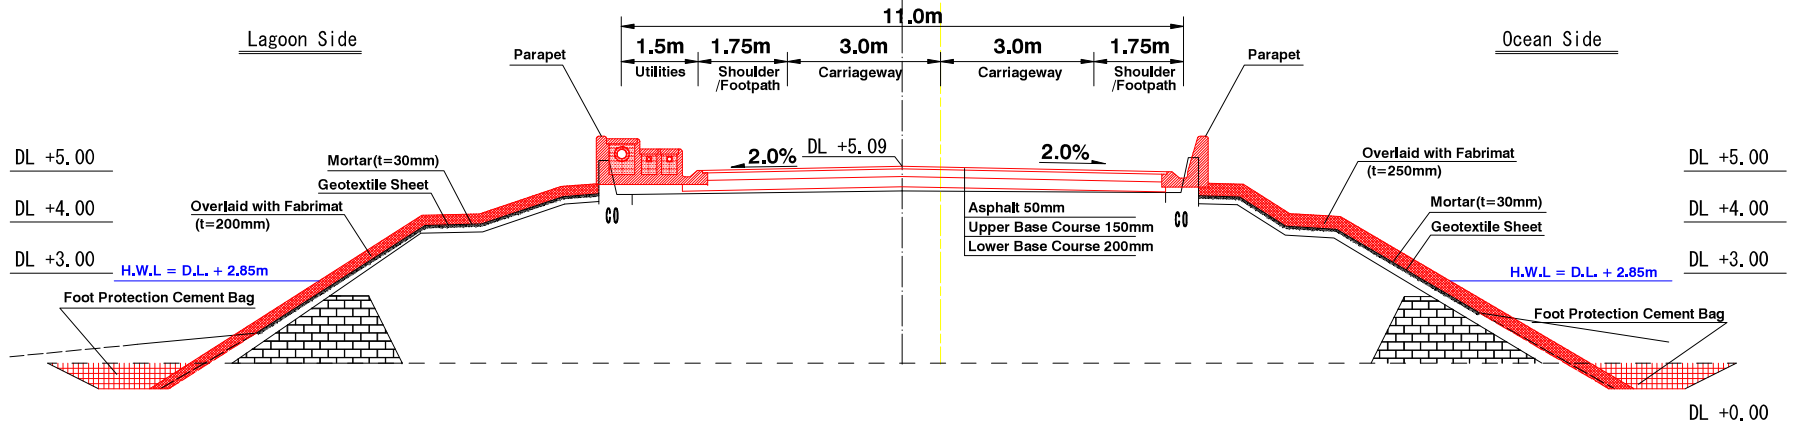 11.0m
Lagoon Side
Ocean Side
Parapet
1.5m
1.75m
3.0m
3.0m
1.75m
Parapet
Utilities
Shoulder
/Footpath
Carriageway
Carriageway
Shoulder
/Footpath
DL +5.00
Mortar(t=30mm)
2.0%
DL +5.09
2.0%
Overlaid with Fabrimat
(t=250mm)
DL +5.00
Geotextile Sheet
DL +4.00
Overlaid with Fabrimat
(t=200mm)
CO
Asphalt 50mm
Upper Base Course 150mm
Lower Base Course 200mm
CO
Mortar(t=30mm)
Geotextile Sheet
DL +4.00
DL +3.00
H.W.L = D.L. + 2.85m
H.W.L = D.L. + 2.85m
DL +3.00
Foot Protection Cement Bag
Foot Protection Cement Bag
DL +0.00